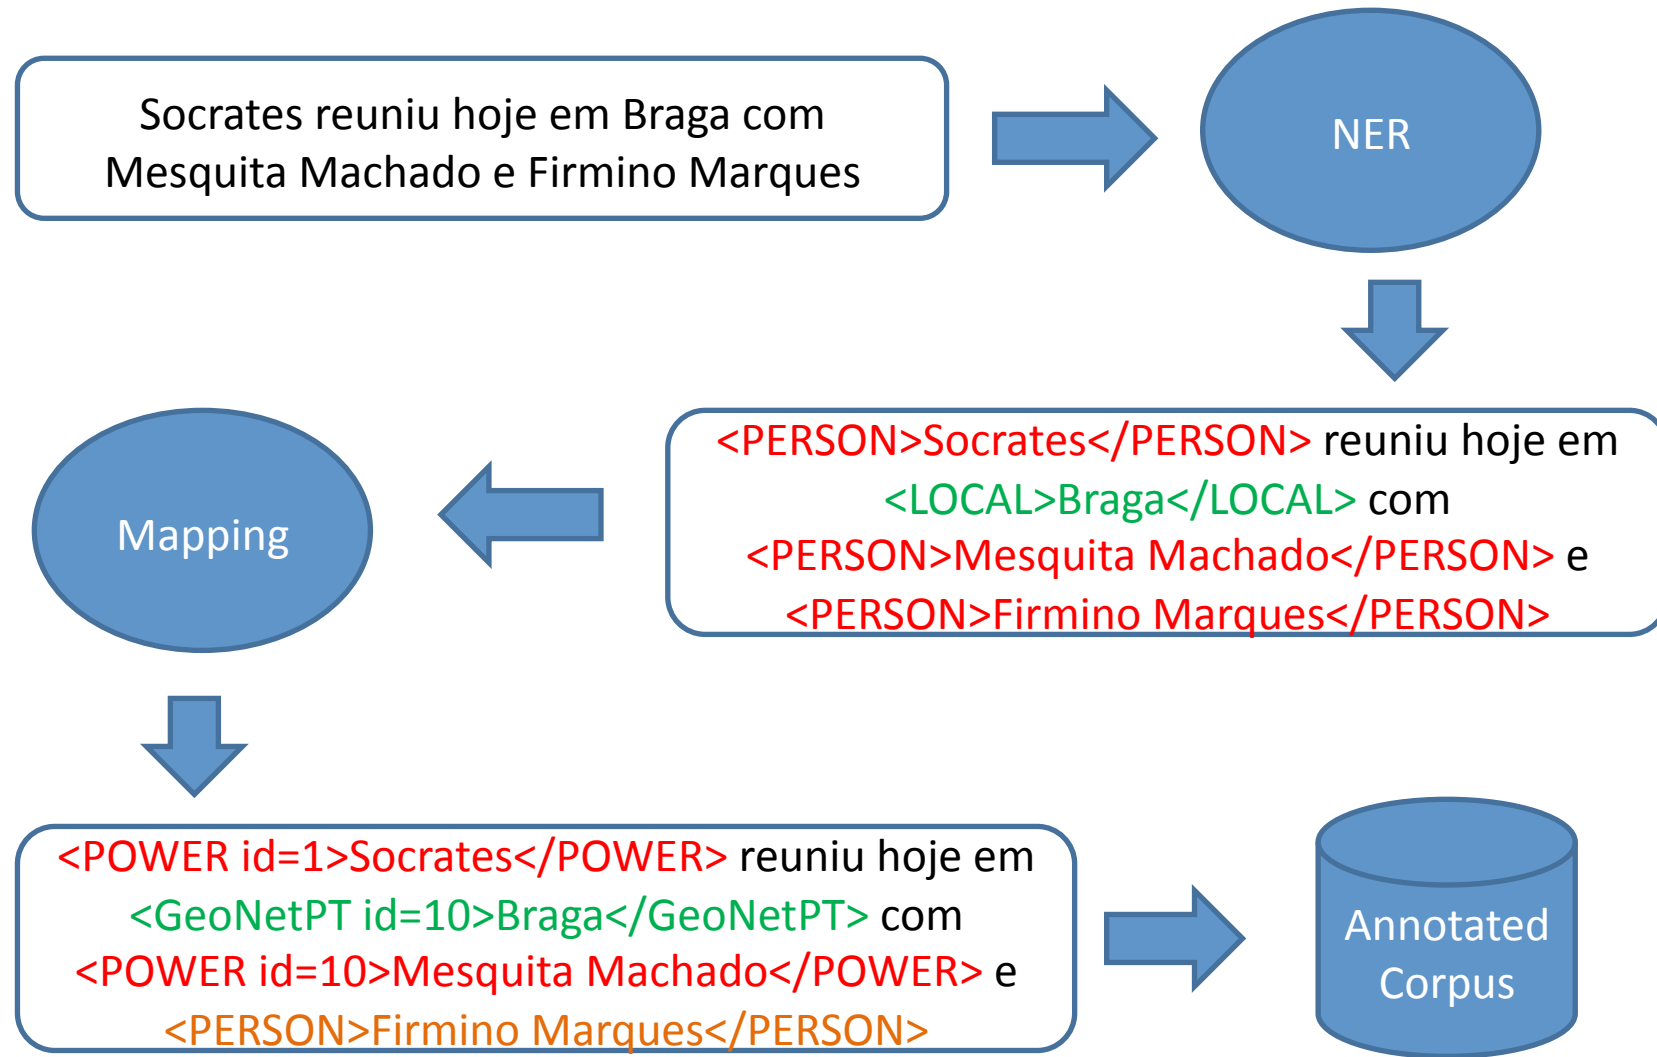 Socrates reuniu hoje em Braga com
Mesquita Machado e Firmino Marques
NER
<PERSON>Socrates</PERSON> reuniu hoje em
<LOCAL>Braga</LOCAL> com
<PERSON>Mesquita Machado</PERSON> e
<PERSON>Firmino Marques</PERSON>
Mapping
<POWER id=1>Socrates</POWER> reuniu hoje em
<GeoNetPT id=10>Braga</GeoNetPT> com
<POWER id=10>Mesquita Machado</POWER> e
<PERSON>Firmino Marques</PERSON>
Annotated
Corpus